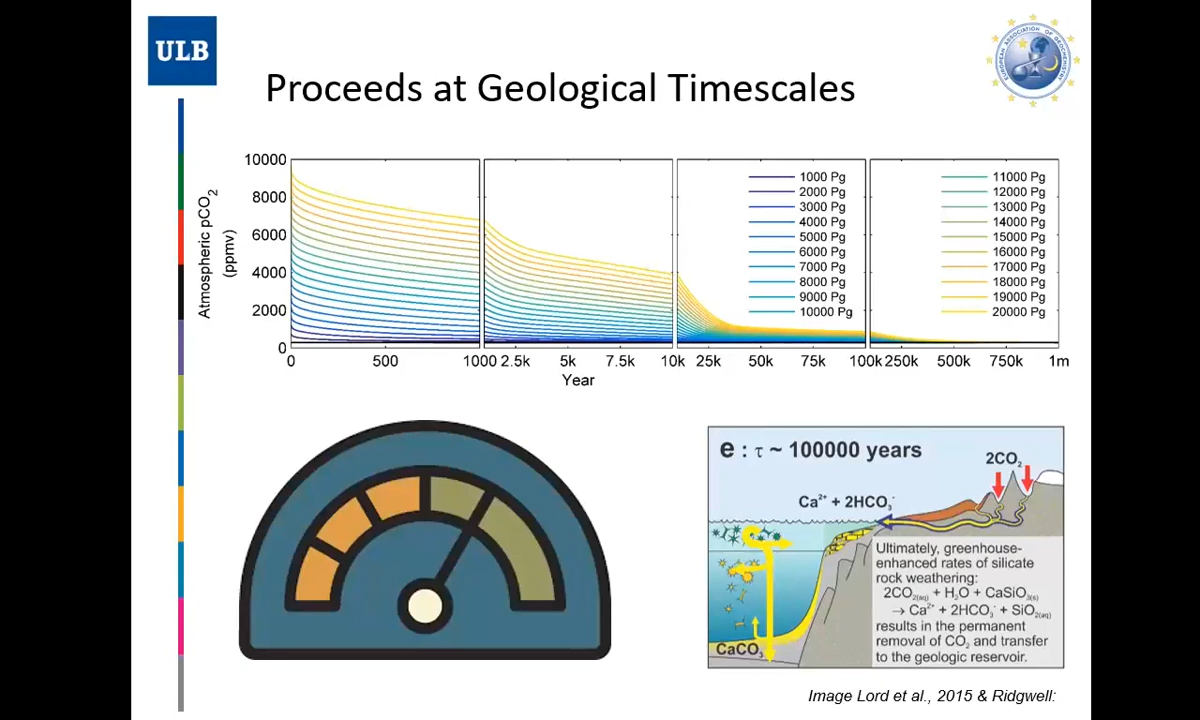 ULB
EUROPEAN ASSOCIATION OF GEOCHEMISTRY
Proceeds at Geological Timescales
Atmospheric pCO2
(ppmv)
10000
8000
6000
4000
2000
0
1000 Pg
2000 Pg
3000 Pg
4000 Pg
5000 Pg
6000 Pg
7000 Pg
8000 Pg
9000 Pg
10000 Pg
11000 Pg
12000 Pg
13000 Pg
14000 Pg
15000 Pg
16000 Pg
17000 Pg
18000 Pg
19000 Pg
20000 Pg
0 500 1000 2.5k 5k 7.5k 10k 25k 50k 75k 100k 250k 500k 750k 1m
Year
e : τ ~ 100000 years
2CO2
Ca2+ + 2HCO3-
Ultimately, greenhouse-
enhanced rates of silicate
rock weathering:
2CO2(aq) + H2O + CaSiO3(s)
→ Ca2+ + 2HCO3- + SiO2(aq)
results in the permanent
removal of CO2 and transfer
to the geologic reservoir.
CaCO3
Image Lord et al., 2015 & Ridgwell: